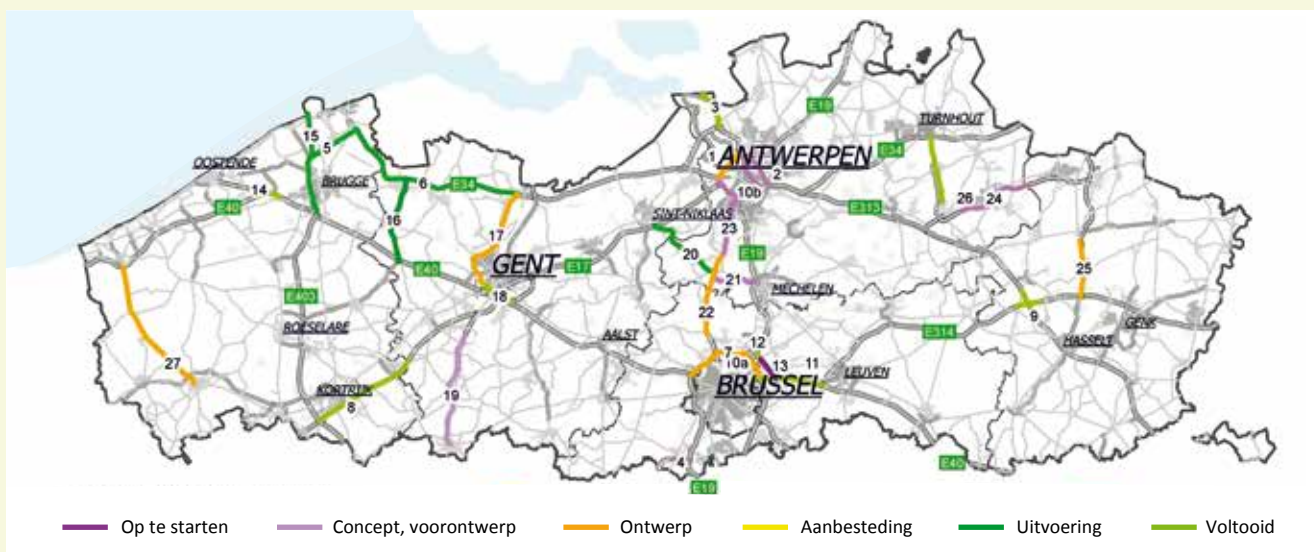 3
E19
TURNHOUT
15
5
OOSTENDE
BRUGGE
14
E40
6
E34
16
1
ANTWERPEN
2
10b
E34
E313
26
24
SINT-NIKLAAS
23
17
GENT
E17
E40
20
E19
21
MECHELEN
25
E403
18
22
9
GENK
ROESELARE
AALST
E314
HASSELT
12
7
10a
13
11
LEUVEN
BRUSSEL
27
KORTRIJK
8
19
4
E19
E40
Op te starten Concept, voorontwerp Ontwerp Aanbesteding Uitvoering Voltooid